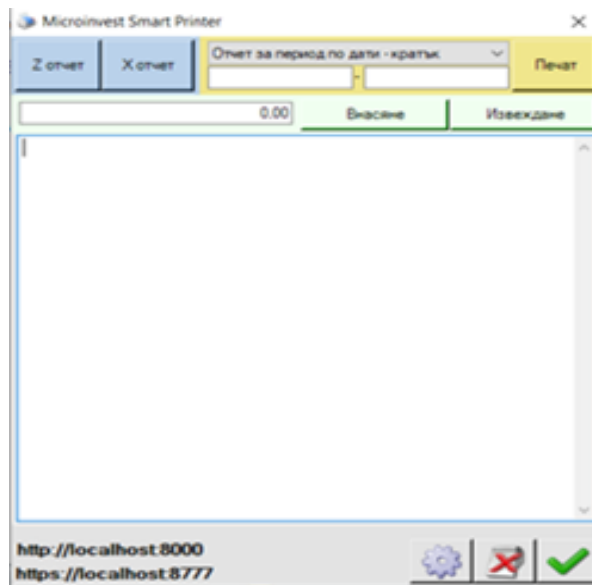 Microinvest Smart Printer
Z отчет
X отчет
Отчет за период по дати - кратък
-
Печат
0.00
Внасяне
Извеждане
http://localhost:8000
https://localhost:8777